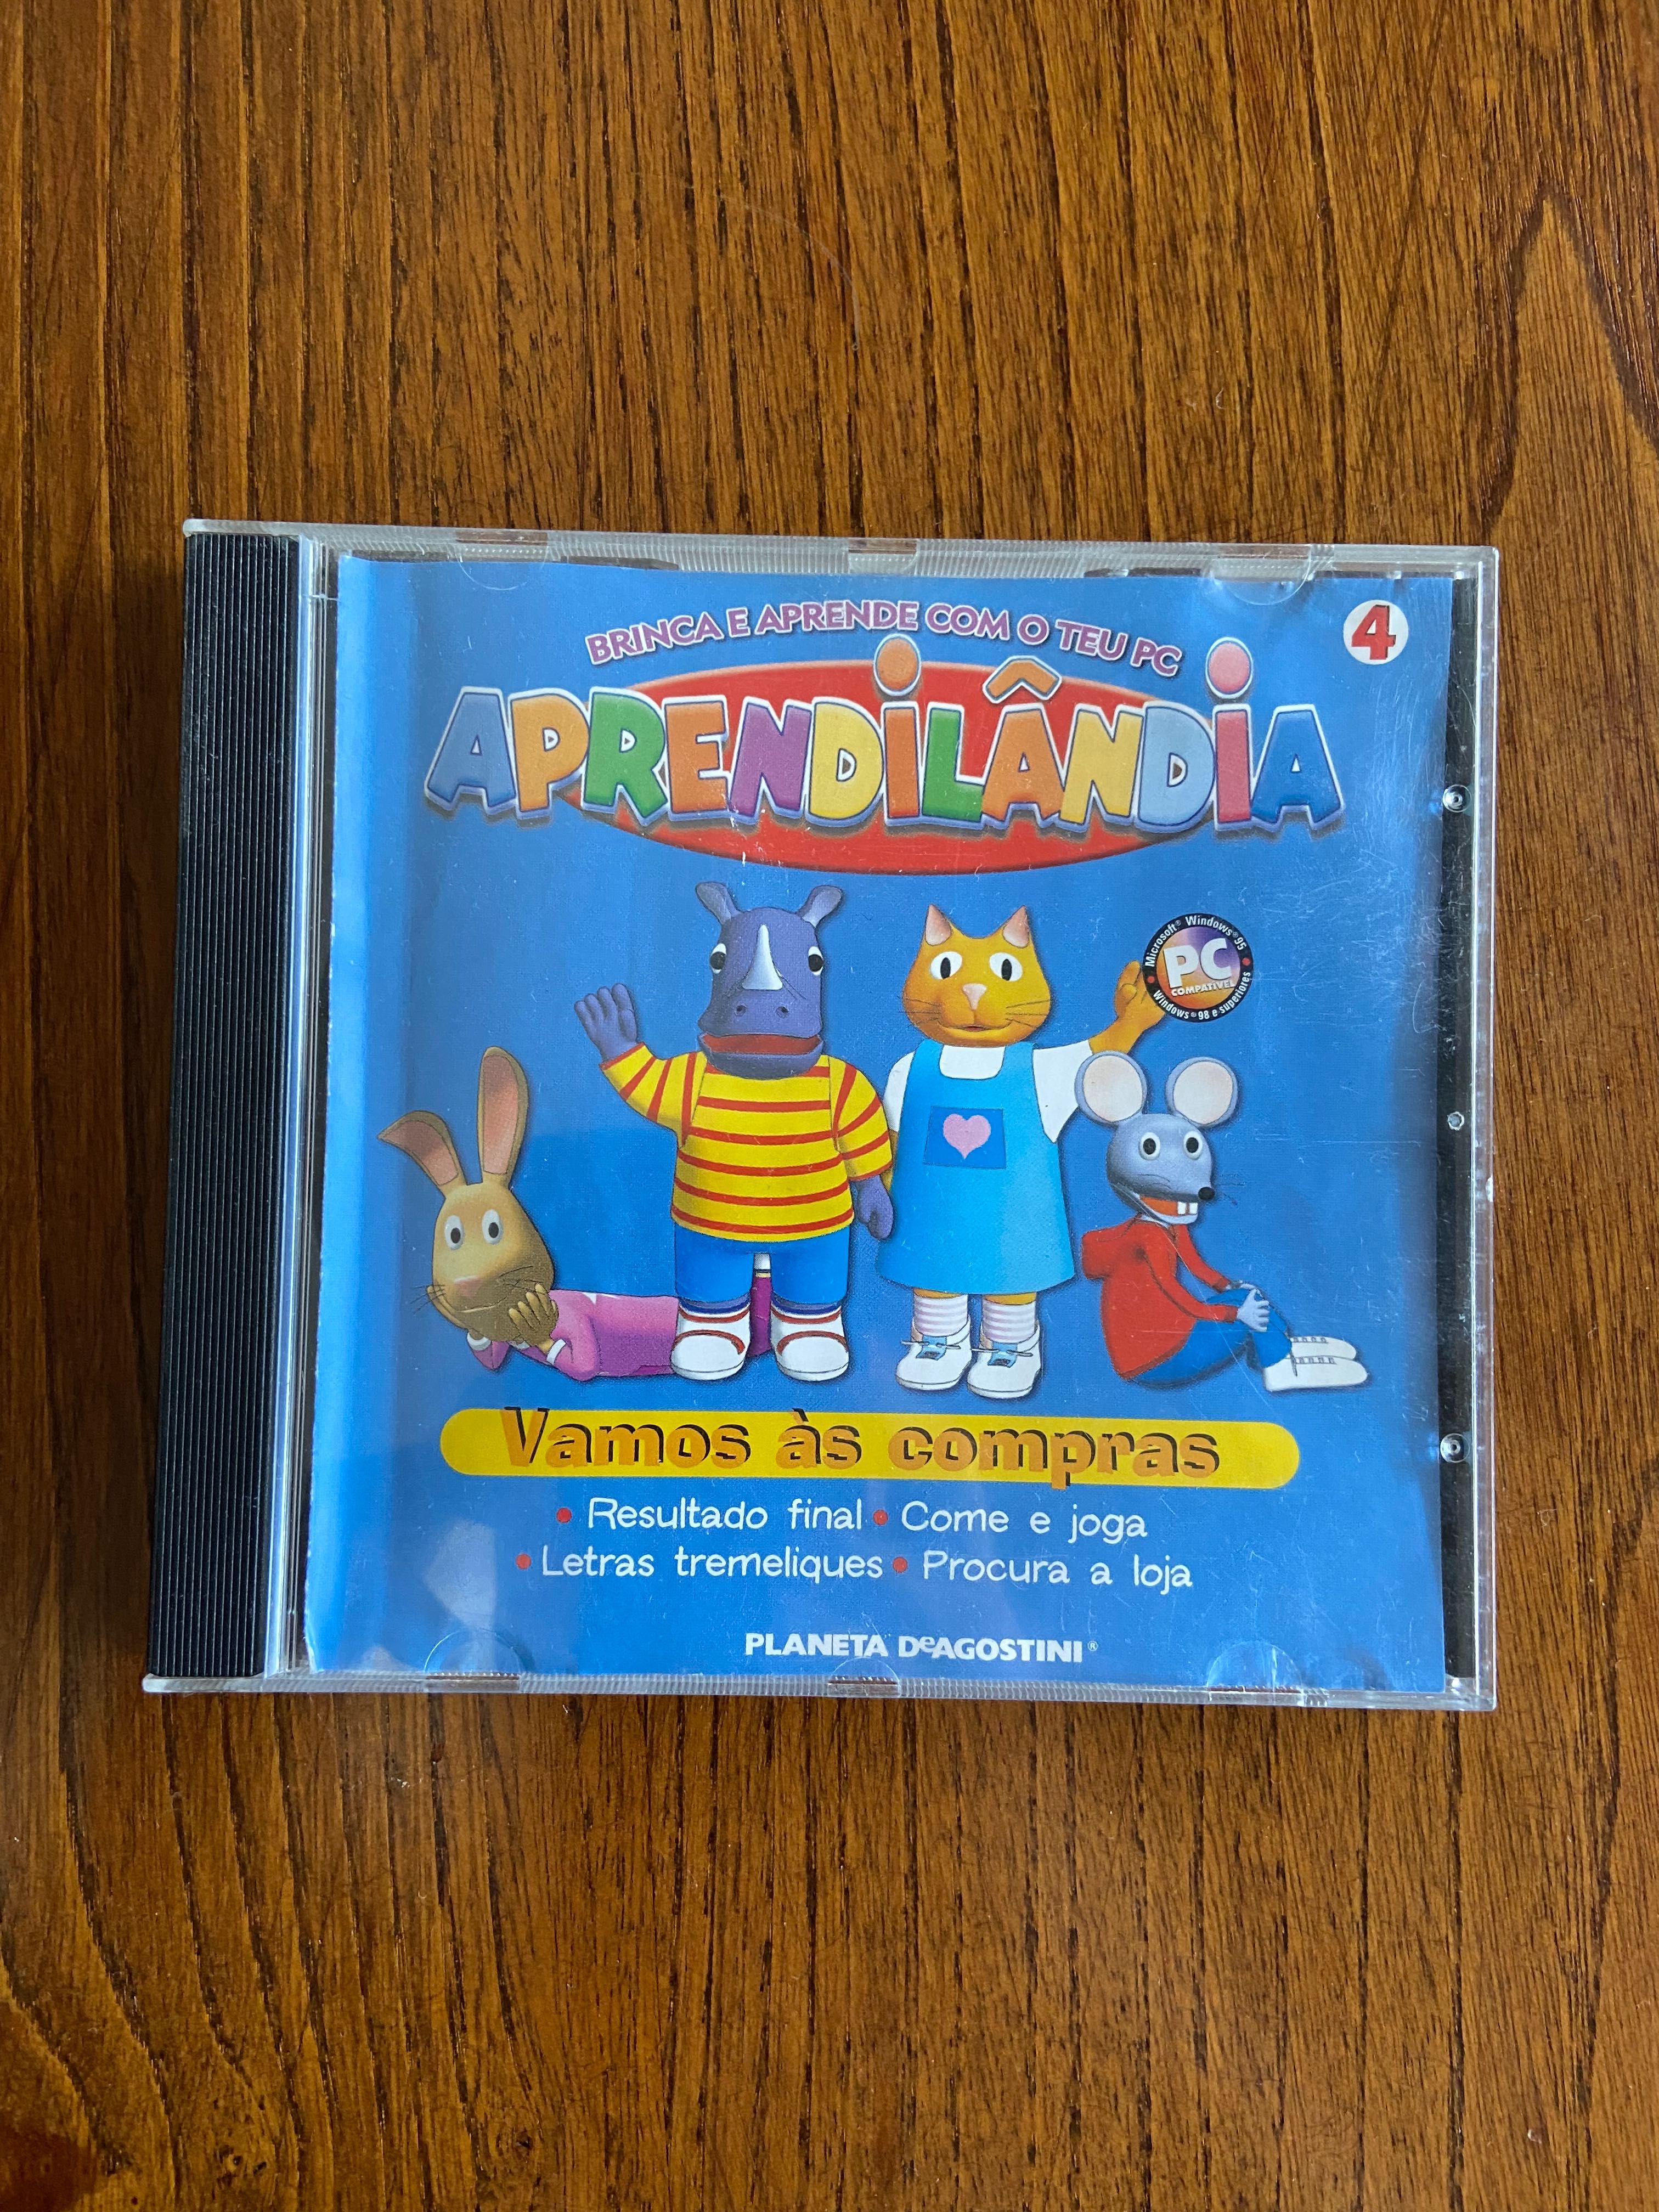 4
BRINCA E APRENDE COM O TEU PC
APRENDiLÂNDiA
Microsoft® Windows® 95
PC
COMPATÍVEL
Windows® 98 e superiores
Vamos às compras
• Resultado final • Come e joga
• Letras tremeliques • Procura a loja
PLANETA DeAGOSTINI®